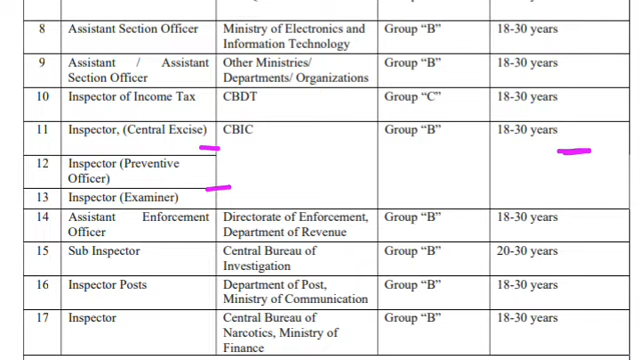 8 Assistant Section Officer Ministry of Electronics and Information Technology Group “B” 18-30 years
9 Assistant / Assistant Section Officer Other Ministries/ Departments/ Organizations Group “B” 18-30 years
10 Inspector of Income Tax CBDT Group “C” 18-30 years
11 Inspector, (Central Excise) CBIC Group “B” 18-30 years
12 Inspector (Preventive Officer)
13 Inspector (Examiner)
14 Assistant Enforcement Officer Directorate of Enforcement, Department of Revenue Group “B” 18-30 years
15 Sub Inspector Central Bureau of Investigation Group “B” 20-30 years
16 Inspector Posts Department of Post, Ministry of Communication Group “B” 18-30 years
17 Inspector Central Bureau of Narcotics, Ministry of Finance Group “B” 18-30 years